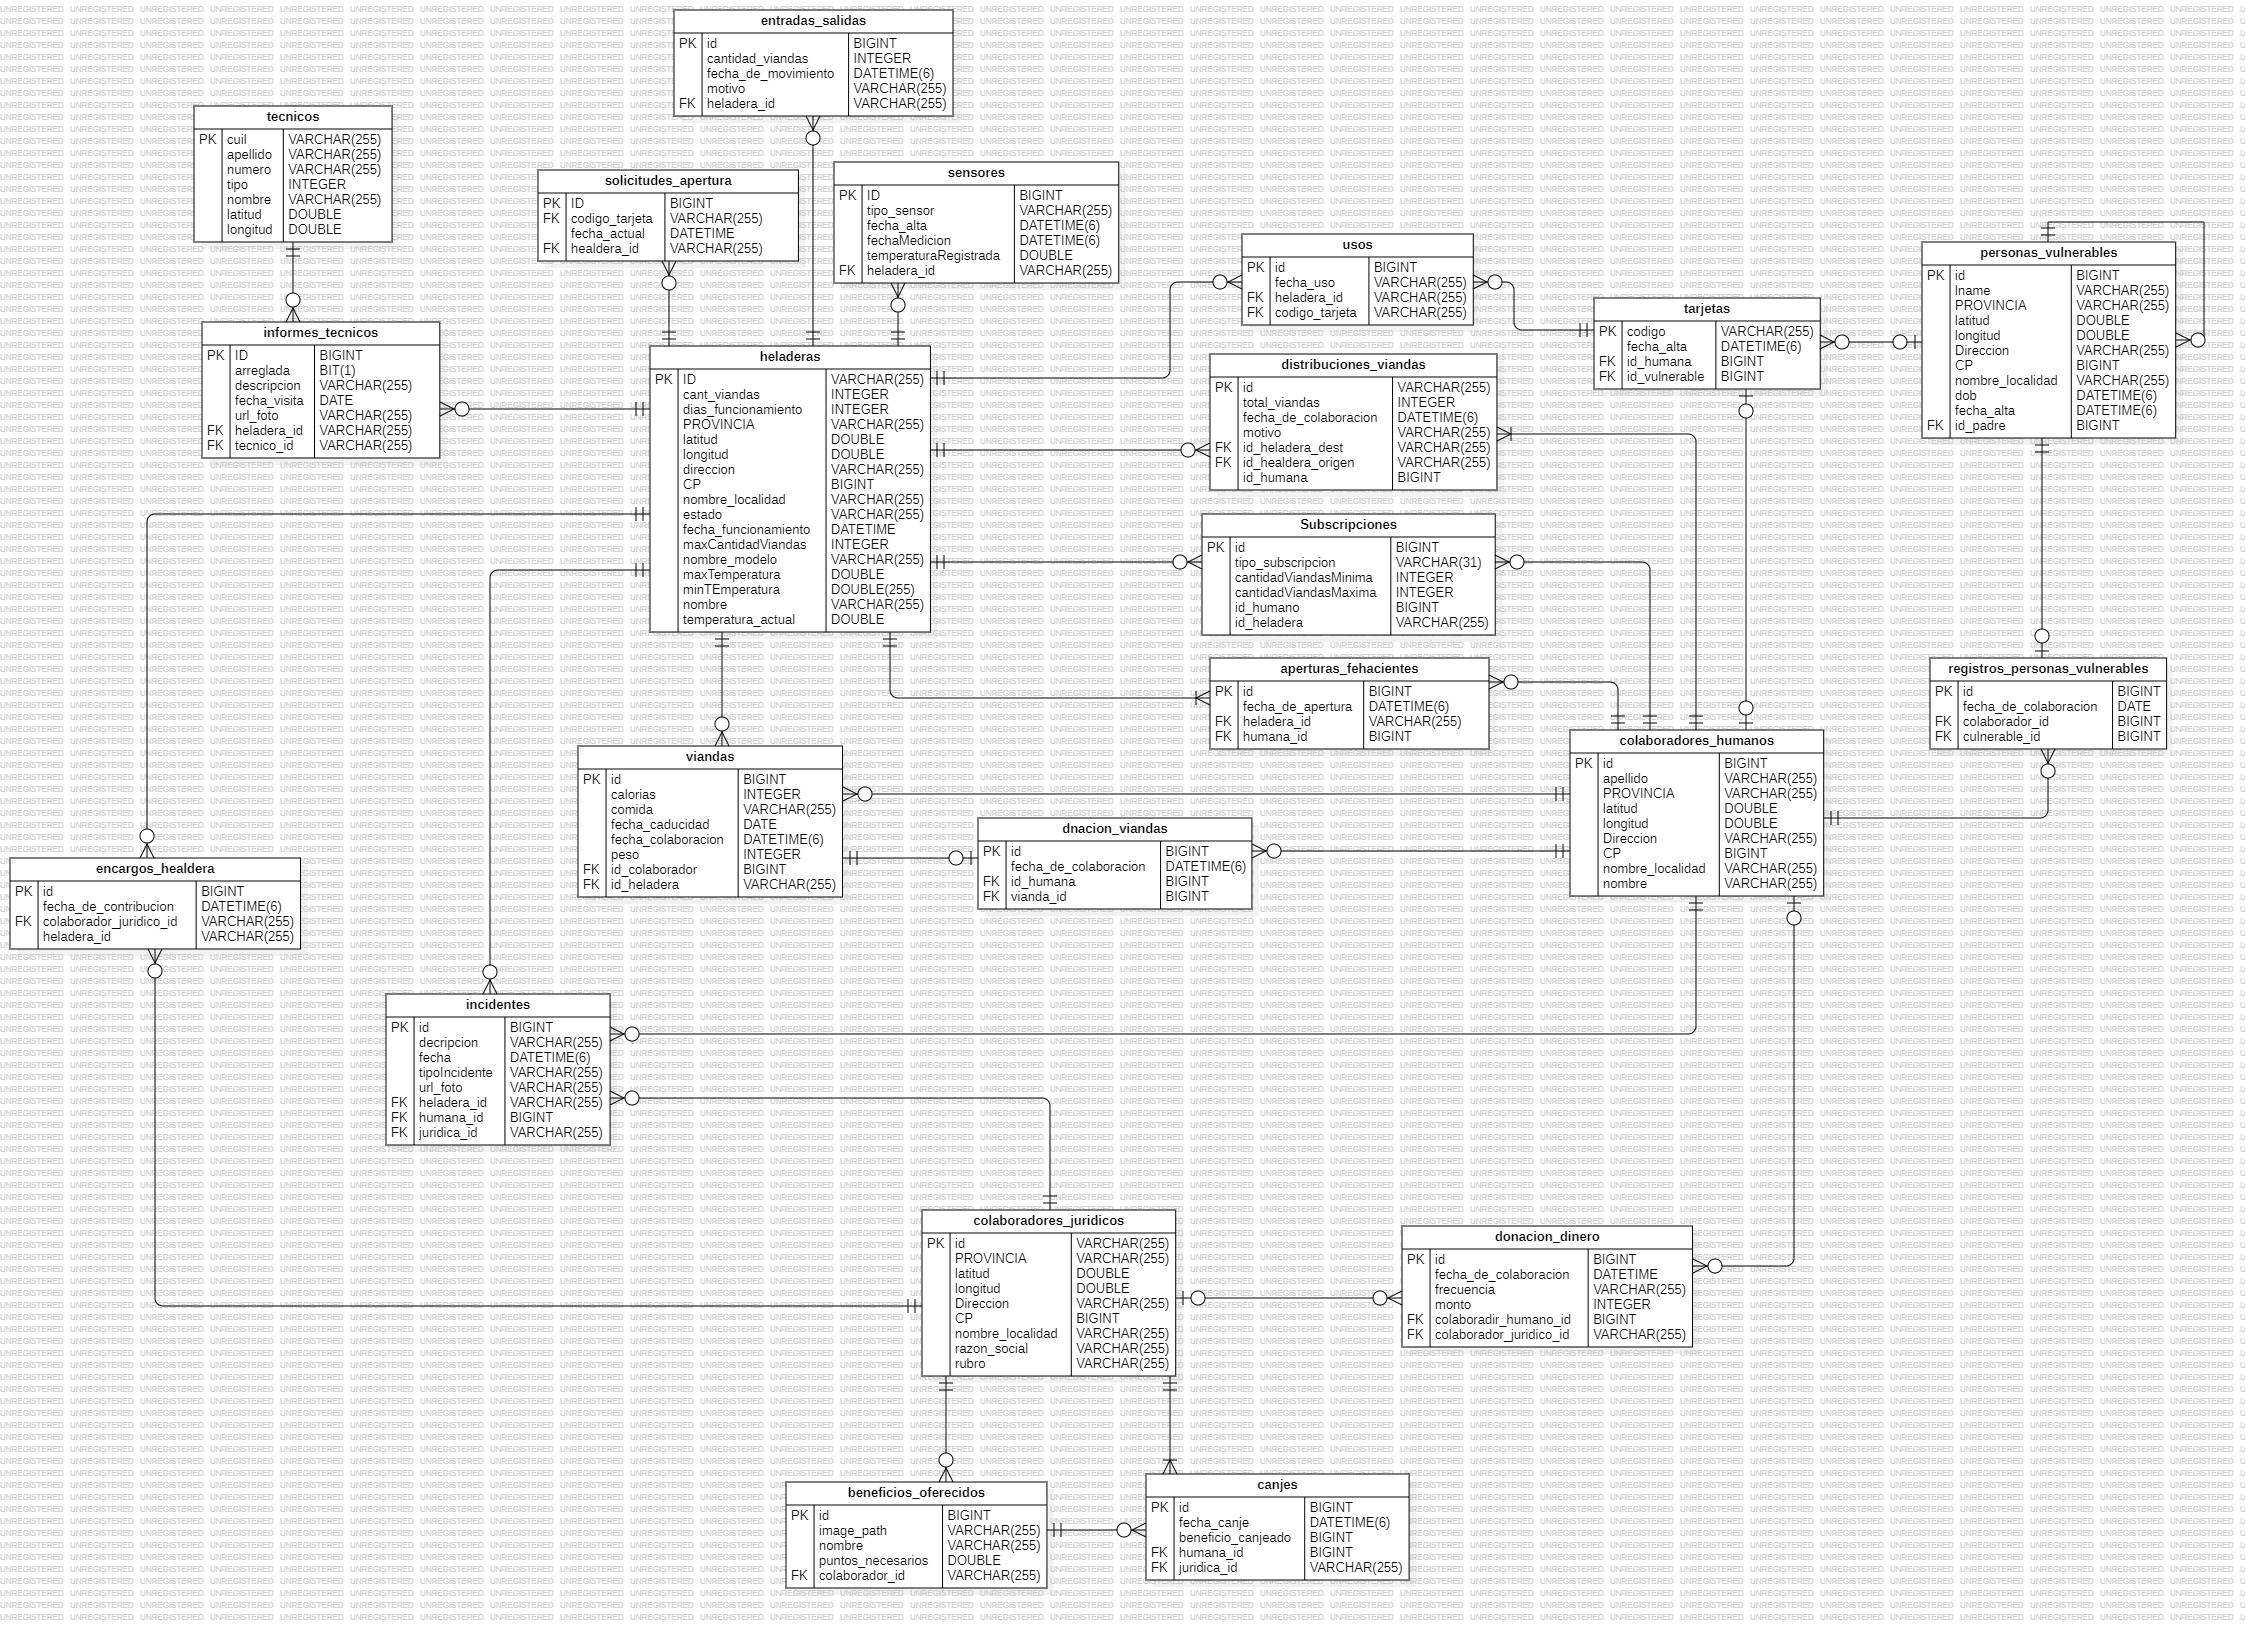 entradas_salidas
PK id BIGINT
cantidad_viandas INTEGER
fecha_de_movimiento DATETIME(6)
motivo VARCHAR(255)
FK heladera_id VARCHAR(255)
tecnicos
PK cuil VARCHAR(255)
apellido VARCHAR(255)
numero VARCHAR(255)
tipo INTEGER
nombre VARCHAR(255)
latitud DOUBLE
longitud DOUBLE
solicitudes_apertura
PK ID BIGINT
FK codigo_tarjeta VARCHAR(255)
fecha_actual DATETIME
FK healdera_id VARCHAR(255)
sensores
PK ID BIGINT
tipo_sensor VARCHAR(255)
fecha_alta DATETIME(6)
fechaMedicion DATETIME(6)
temperaturaRegistrada DOUBLE
FK heladera_id VARCHAR(255)
usos
PK id BIGINT
fecha_uso VARCHAR(255)
FK heladera_id VARCHAR(255)
FK codigo_tarjeta VARCHAR(255)
tarjetas
PK codigo VARCHAR(255)
fecha_alta DATETIME(6)
FK id_humana BIGINT
FK id_vulnerable BIGINT
personas_vulnerables
PK id BIGINT
lname VARCHAR(255)
PROVINCIA VARCHAR(255)
latitud DOUBLE
longitud DOUBLE
Direccion VARCHAR(255)
CP BIGINT
nombre_localidad VARCHAR(255)
dob DATETIME(6)
fecha_alta DATETIME(6)
FK id_padre BIGINT
informes_tecnicos
PK ID BIGINT
arreglada BIT(1)
descripcion VARCHAR(255)
fecha_visita DATE
url_foto VARCHAR(255)
FK heladera_id VARCHAR(255)
FK tecnico_id VARCHAR(255)
heladeras
PK ID VARCHAR(255)
cant_viandas INTEGER
dias_funcionamiento INTEGER
PROVINCIA VARCHAR(255)
latitud DOUBLE
longitud DOUBLE
direccion VARCHAR(255)
CP BIGINT
nombre_localidad VARCHAR(255)
estado VARCHAR(255)
fecha_funcionamiento DATETIME
maxCantidadViandas INTEGER
nombre_modelo VARCHAR(255)
maxTemperatura DOUBLE
minTEmperatura DOUBLE(255)
nombre VARCHAR(255)
temperatura_actual DOUBLE
distribuciones_viandas
PK id VARCHAR(255)
total_viandas INTEGER
fecha_de_colaboracion DATETIME(6)
motivo VARCHAR(255)
FK id_heladera_dest VARCHAR(255)
FK id_healdera_origen VARCHAR(255)
id_humana BIGINT
Subscripciones
PK id BIGINT
tipo_subscripcion VARCHAR(31)
cantidadViandasMinima INTEGER
cantidadViandasMaxima INTEGER
id_humano BIGINT
id_heladera VARCHAR(255)
aperturas_fehacientes
PK id BIGINT
fecha_de_apertura DATETIME(6)
FK heladera_id VARCHAR(255)
FK humana_id BIGINT
registros_personas_vulnerables
PK id BIGINT
fecha_de_colaboracion DATE
FK colaborador_id BIGINT
FK culnerable_id BIGINT
colaboradores_humanos
PK id BIGINT
apellido VARCHAR(255)
PROVINCIA VARCHAR(255)
latitud DOUBLE
longitud DOUBLE
Direccion VARCHAR(255)
CP BIGINT
nombre_localidad VARCHAR(255)
nombre VARCHAR(255)
viandas
PK id BIGINT
calorias INTEGER
comida VARCHAR(255)
fecha_caducidad DATE
fecha_colaboracion DATETIME(6)
peso INTEGER
FK id_colaborador BIGINT
FK id_heladera VARCHAR(255)
dnacion_viandas
PK id BIGINT
fecha_de_colaboracion DATETIME(6)
FK id_humana BIGINT
FK vianda_id BIGINT
encargos_healdera
PK id BIGINT
fecha_de_contribucion DATETIME(6)
FK colaborador_juridico_id VARCHAR(255)
heladera_id VARCHAR(255)
incidentes
PK id BIGINT
decripcion VARCHAR(255)
fecha DATETIME(6)
tipoIncidente VARCHAR(255)
url_foto VARCHAR(255)
FK heladera_id VARCHAR(255)
FK humana_id BIGINT
FK juridica_id VARCHAR(255)
colaboradores_juridicos
PK id VARCHAR(255)
PROVINCIA VARCHAR(255)
latitud DOUBLE
longitud DOUBLE
Direccion VARCHAR(255)
CP BIGINT
nombre_localidad VARCHAR(255)
razon_social VARCHAR(255)
rubro VARCHAR(255)
donacion_dinero
PK id BIGINT
fecha_de_colaboracion DATETIME
frecuencia VARCHAR(255)
monto INTEGER
FK colaboradir_humano_id BIGINT
FK colaborador_juridico_id VARCHAR(255)
beneficios_oferecidos
PK id BIGINT
image_path VARCHAR(255)
nombre VARCHAR(255)
puntos_necesarios DOUBLE
FK colaborador_id VARCHAR(255)
canjes
PK id BIGINT
fecha_canje DATETIME(6)
beneficio_canjeado BIGINT
FK humana_id BIGINT
FK juridica_id VARCHAR(255)
UNREGISTERED